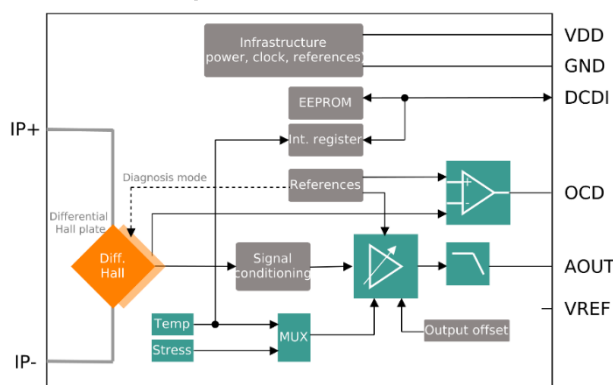 Infrastructure
power, clock, references
VDD
GND
EEPROM
DCDI
IP+
Int. register
Diagnosis mode
References
+
-
OCD
Differential
Hall plate
Diff.
Hall
Signal
conditioning
AOUT
VREF
Temp
MUX
Output offset
Stress
IP-